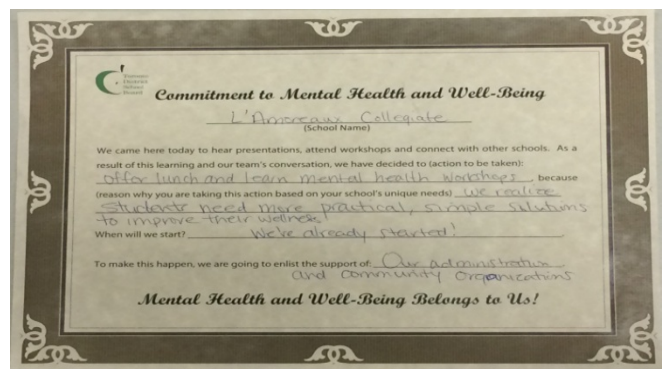 Toronto
District
School
Board
Commitment to Mental Health and Well-Being
L'Amoreaux Collegiate
(School Name)
We came here today to hear presentations, attend workshops and connect with other schools. As a
result of this learning and our team's conversation, we have decided to (action to be taken):
offer lunch and learn mental health workshops, because
(reason why you are taking this action based on your school's unique needs) we realize
students need more practical, simple solutions
to improve their wellness!
When will we start? We've already started!
To make this happen, we are going to enlist the support of: Our administration
and community organizations
Mental Health and Well-Being Belongs to Us!